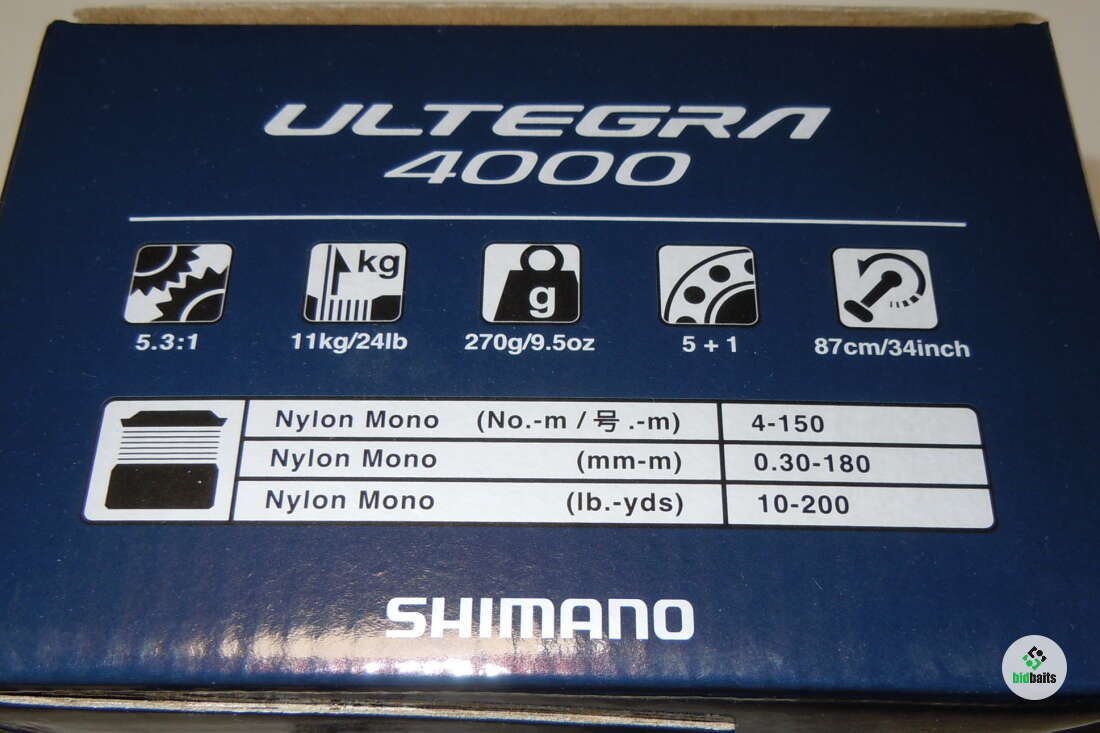 ULTEGRA
4000
kg
g
5.3:1 11kg/24lb 270g/9.5oz 5 + 1 87cm/34inch
Nylon Mono (No.-m / 号.-m) 4-150
Nylon Mono (mm-m) 0.30-180
Nylon Mono (lb.-yds) 10-200
SHIMANO
bidbaits